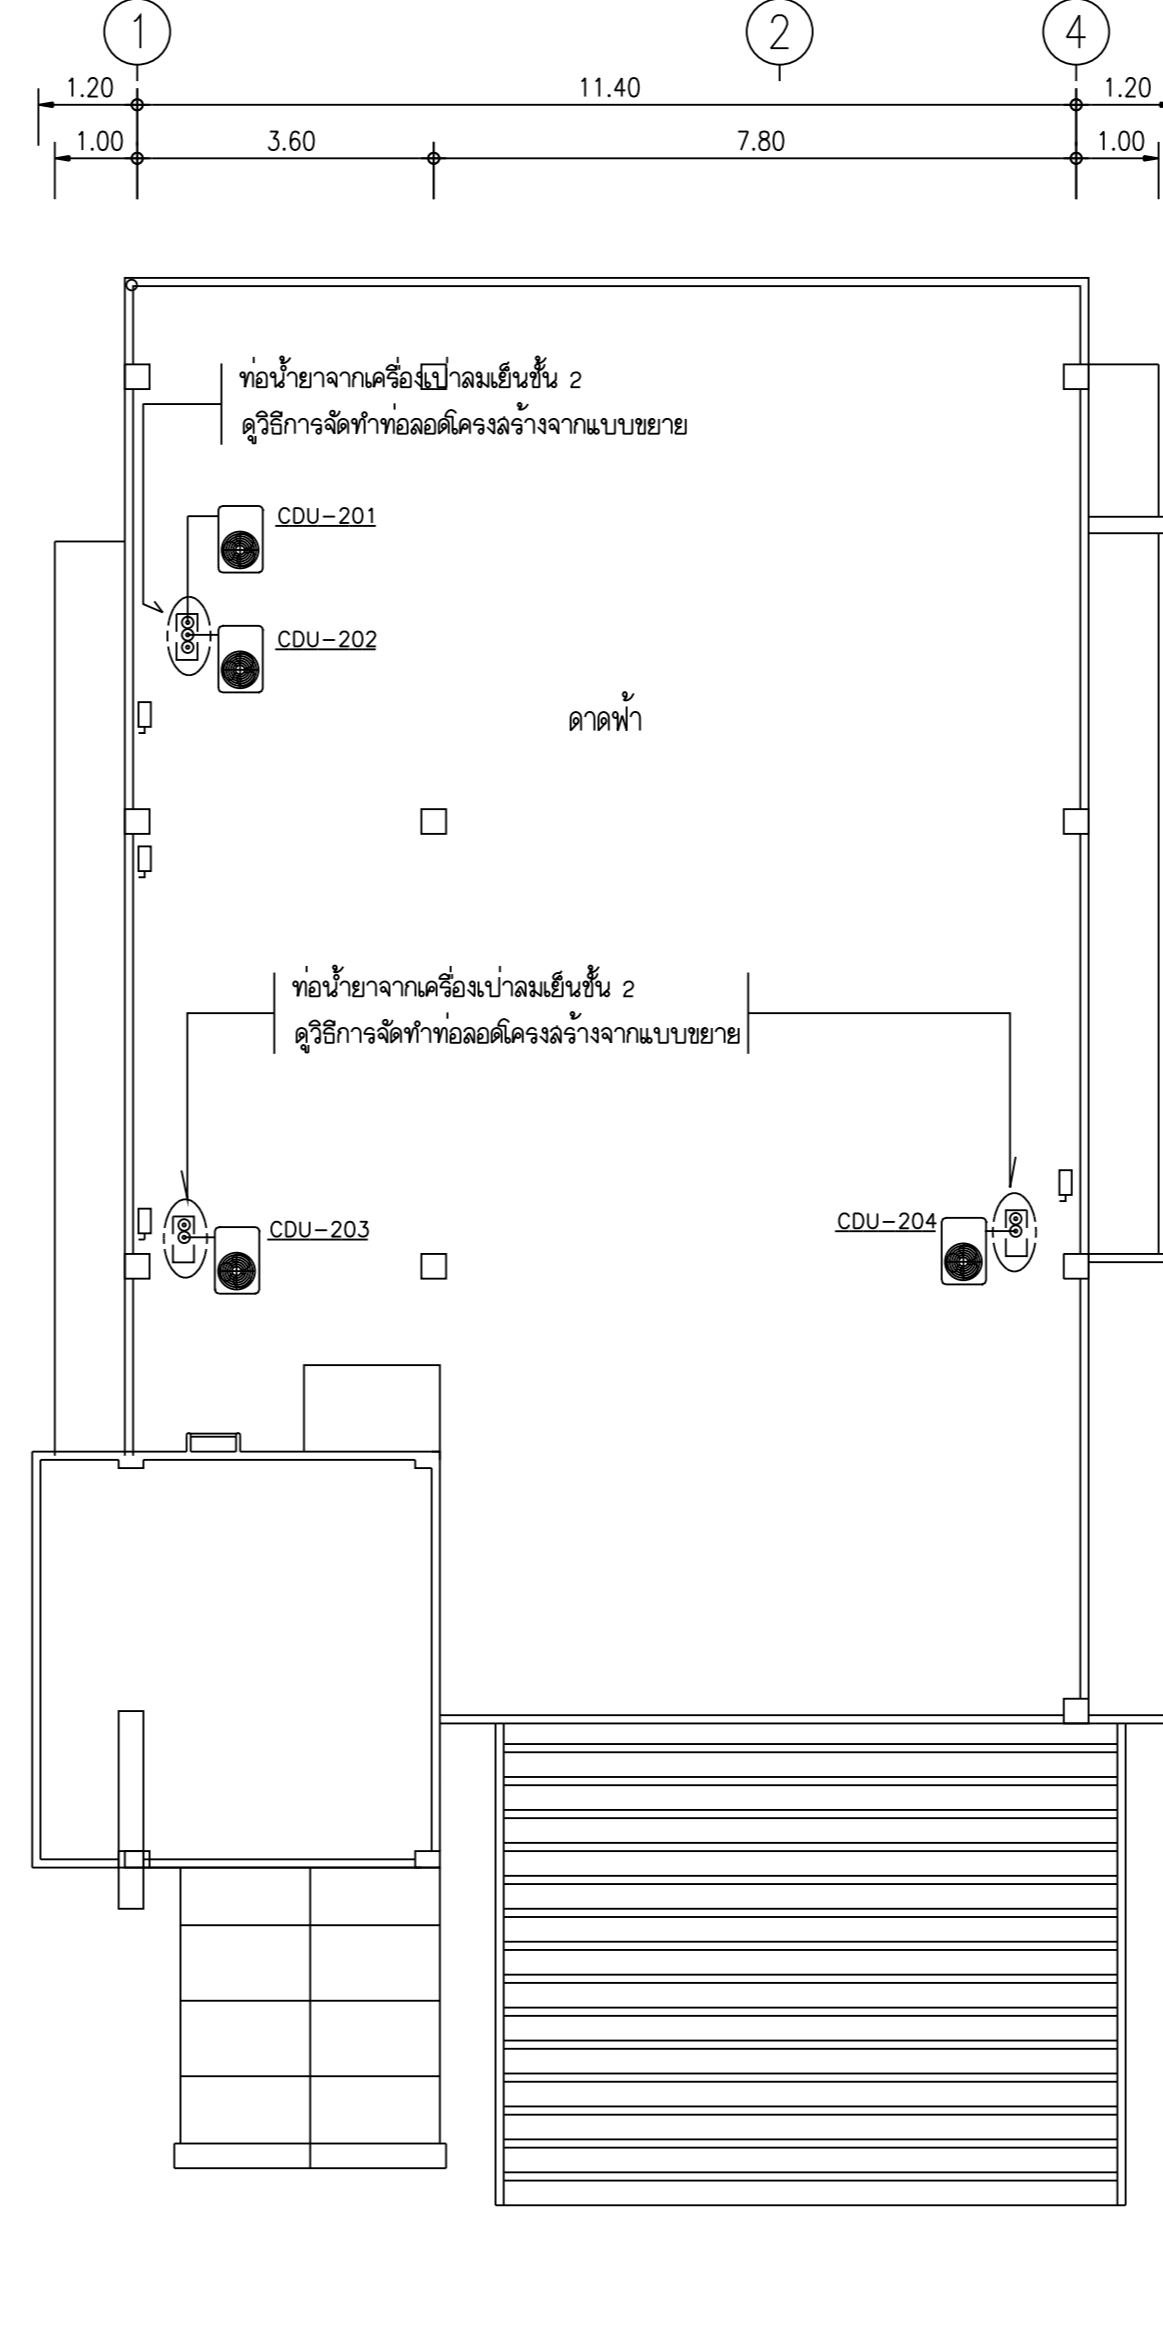 1 2 4
1.20 11.40 1.20
1.00 3.60 7.80 1.00
ท่อน้ำยาจากเครื่องเป่าลมเย็นชั้น 2
ดูวิธีการจัดทำท่อลอดโครงสร้างจากแบบขยาย
CDU-201
CDU-202
ดาดฟ้า
ท่อน้ำยาจากเครื่องเป่าลมเย็นชั้น 2
ดูวิธีการจัดทำท่อลอดโครงสร้างจากแบบขยาย
CDU-203 CDU-204